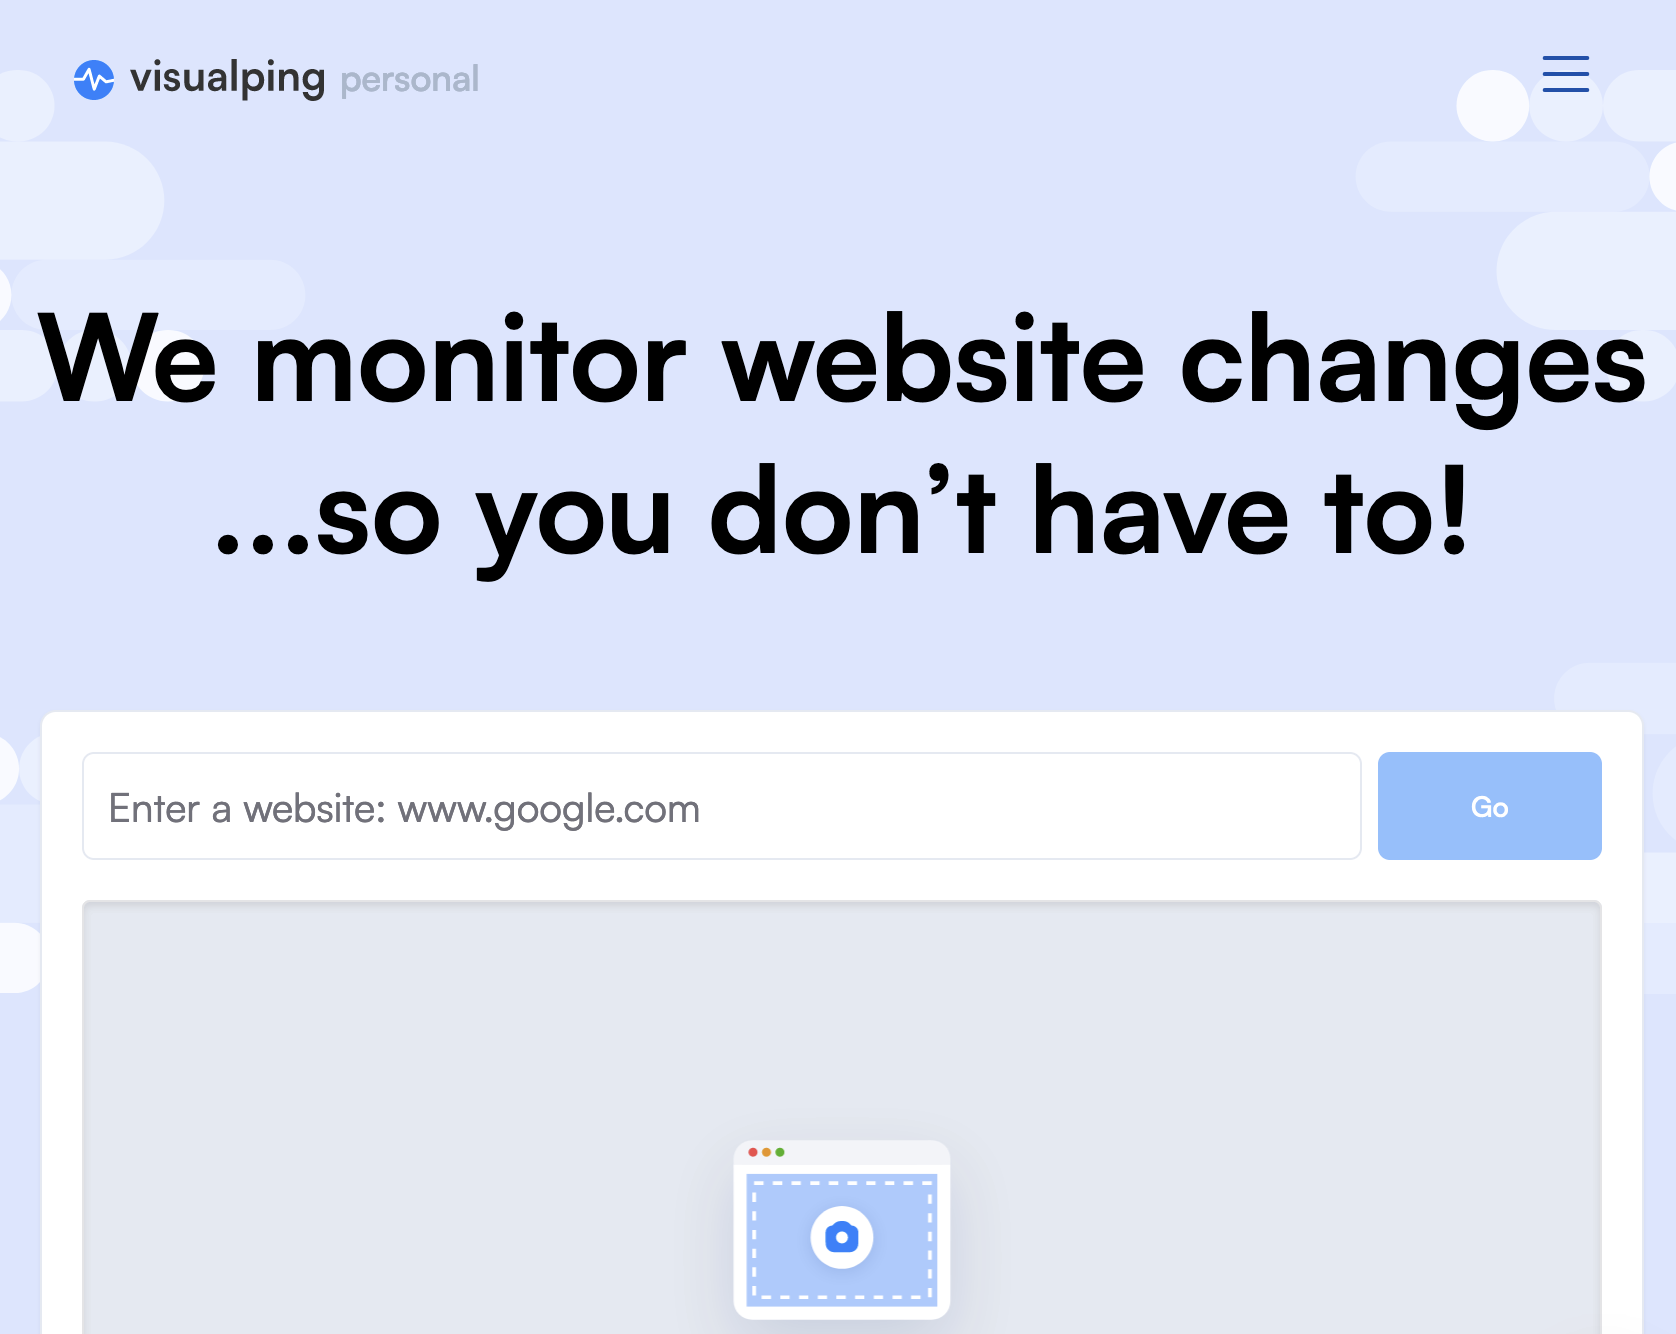 visualping personal
We monitor website changes
...so you don’t have to!
Enter a website: www.google.com
Go